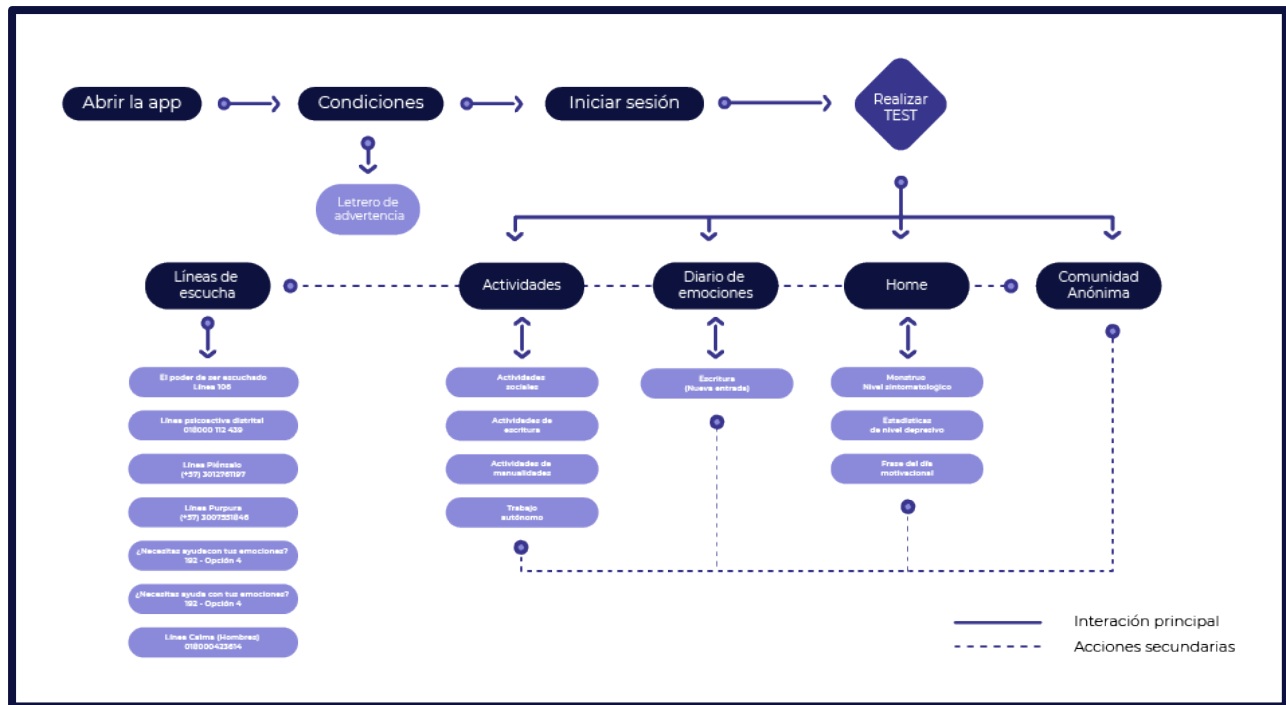 Abrir la app
Condiciones
Iniciar sesión
Realizar
TEST
Letrero de
advertencia
Líneas de
escucha
Actividades
Diario de
emociones
Home
Comunidad
Anónima
El poder de ser escuchado
Línea 106
Línea psicoactiva distrital
018000 112 439
Línea Piénsalo
(+57) 3012761197
Línea Purpura
(+57) 3007551846
¿Necesitas ayudacon tus emociones?
192 - Opción 4
¿Necesitas ayuda con tus emociones?
192 - Opción 4
Línea Calma (Hombres)
018000423614
Actividades
sociales
Actividades de
escritura
Actividades de
manualidades
Trabajo
autónomo
Escritura
(Nueva entrada)
Monstruo
Nivel sintomatologico
Estadísticas
de nivel depresivo
Frase del día
motivacional
Interación principal
Acciones secundarias